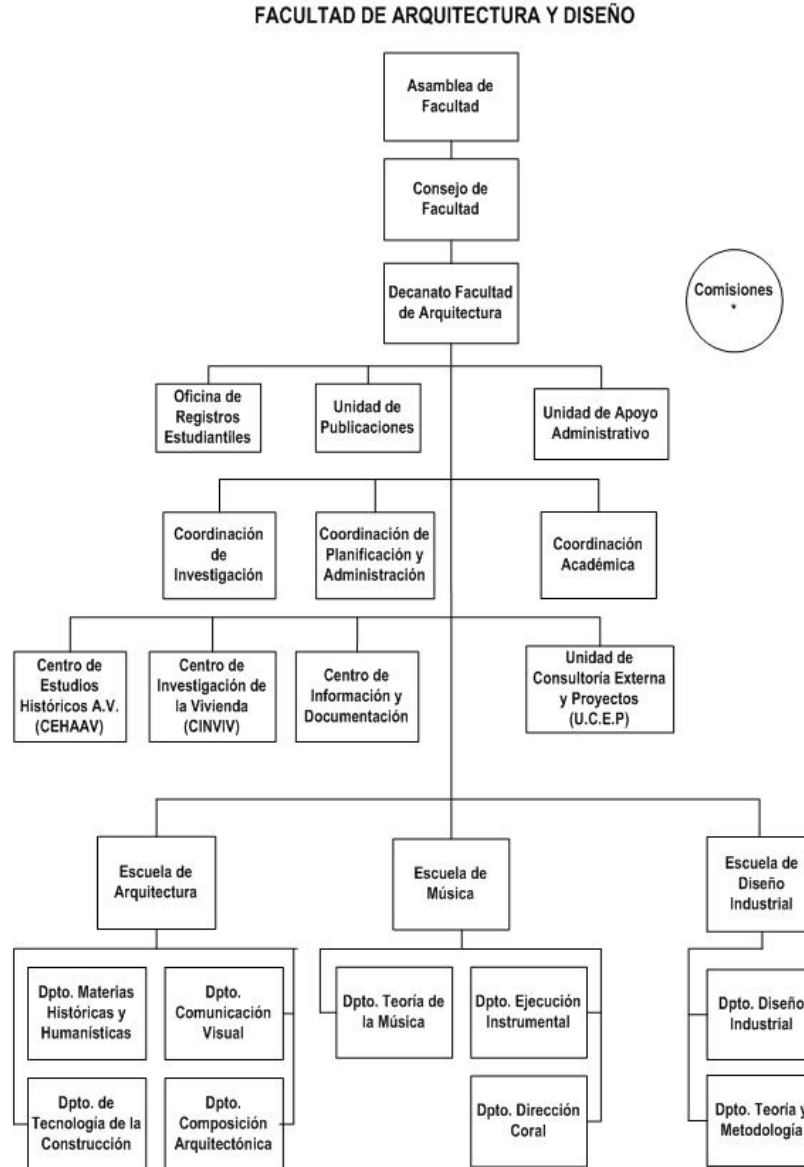 FACULTAD DE ARQUITECTURA Y DISEÑO
Asamblea de
Facultad
Consejo de
Facultad
Decanato Facultad
de Arquitectura
Comisiones
*
Oficina de
Registros
Estudiantiles
Unidad de
Publicaciones
Unidad de Apoyo
Administrativo
Coordinación
de
Investigación
Coordinación de
Planificación y
Administración
Coordinación
Académica
Centro de
Estudios
Históricos A.V.
(CEHAAV)
Centro de
Investigación de
la Vivienda
(CINVIV)
Centro de
Información y
Documentación
Unidad de
Consultoría Externa
y Proyectos
(U.C.E.P)
Escuela de
Arquitectura
Escuela de
Música
Escuela de
Diseño
Industrial
Dpto. Materias
Históricas y
Humanísticas
Dpto.
Comunicación
Visual
Dpto. Teoría de
la Música
Dpto. Ejecución
Instrumental
Dpto. Diseño
Industrial
Dpto. de
Tecnología de la
Construcción
Dpto.
Composición
Arquitectónica
Dpto. Dirección
Coral
Dpto. Teoría y
Metodología